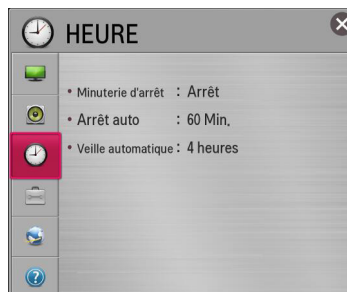 HEURE
• Minuterie d'arrêt : Arrêt
• Arrêt auto : 60 Min.
• Veille automatique : 4 heures